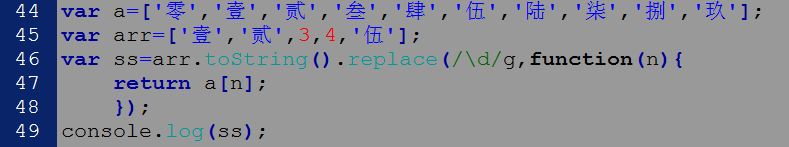 44 var a=['零','壹','贰','叁','肆','伍','陆','柒','捌','玖'];
45 var arr=['壹','贰',3,4,'伍'];
46 var ss=arr.toString().replace(/\d/g,function(n){
47     return a[n];
48     });
49 console.log(ss);